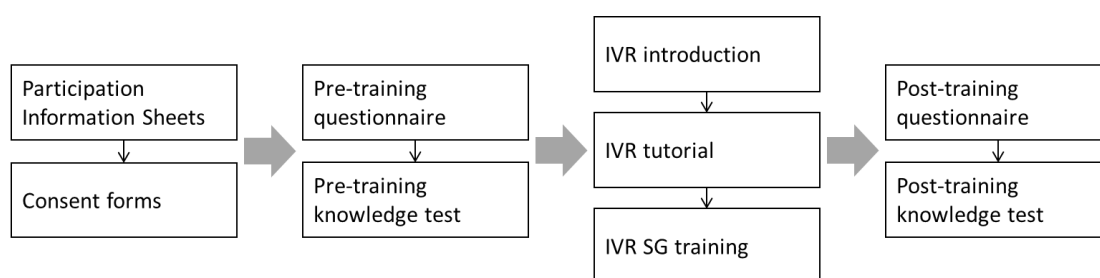 Participation
Information Sheets
Consent forms
Pre-training
questionnaire
Pre-training
knowledge test
IVR introduction
IVR tutorial
IVR SG training
Post-training
questionnaire
Post-training
knowledge test